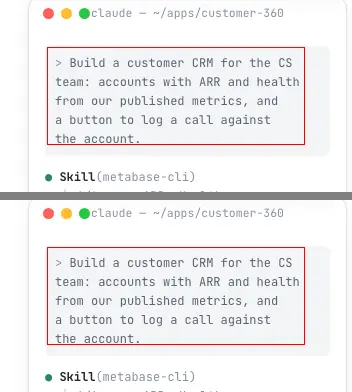 claude — ~/apps/customer-360
> Build a customer CRM for the CS
team: accounts with ARR and health
from our published metrics, and
a button to log a call against
the account.
Skill(metabase-cli)
claude — ~/apps/customer-360
> Build a customer CRM for the CS
team: accounts with ARR and health
from our published metrics, and
a button to log a call against
the account.
Skill(metabase-cli)